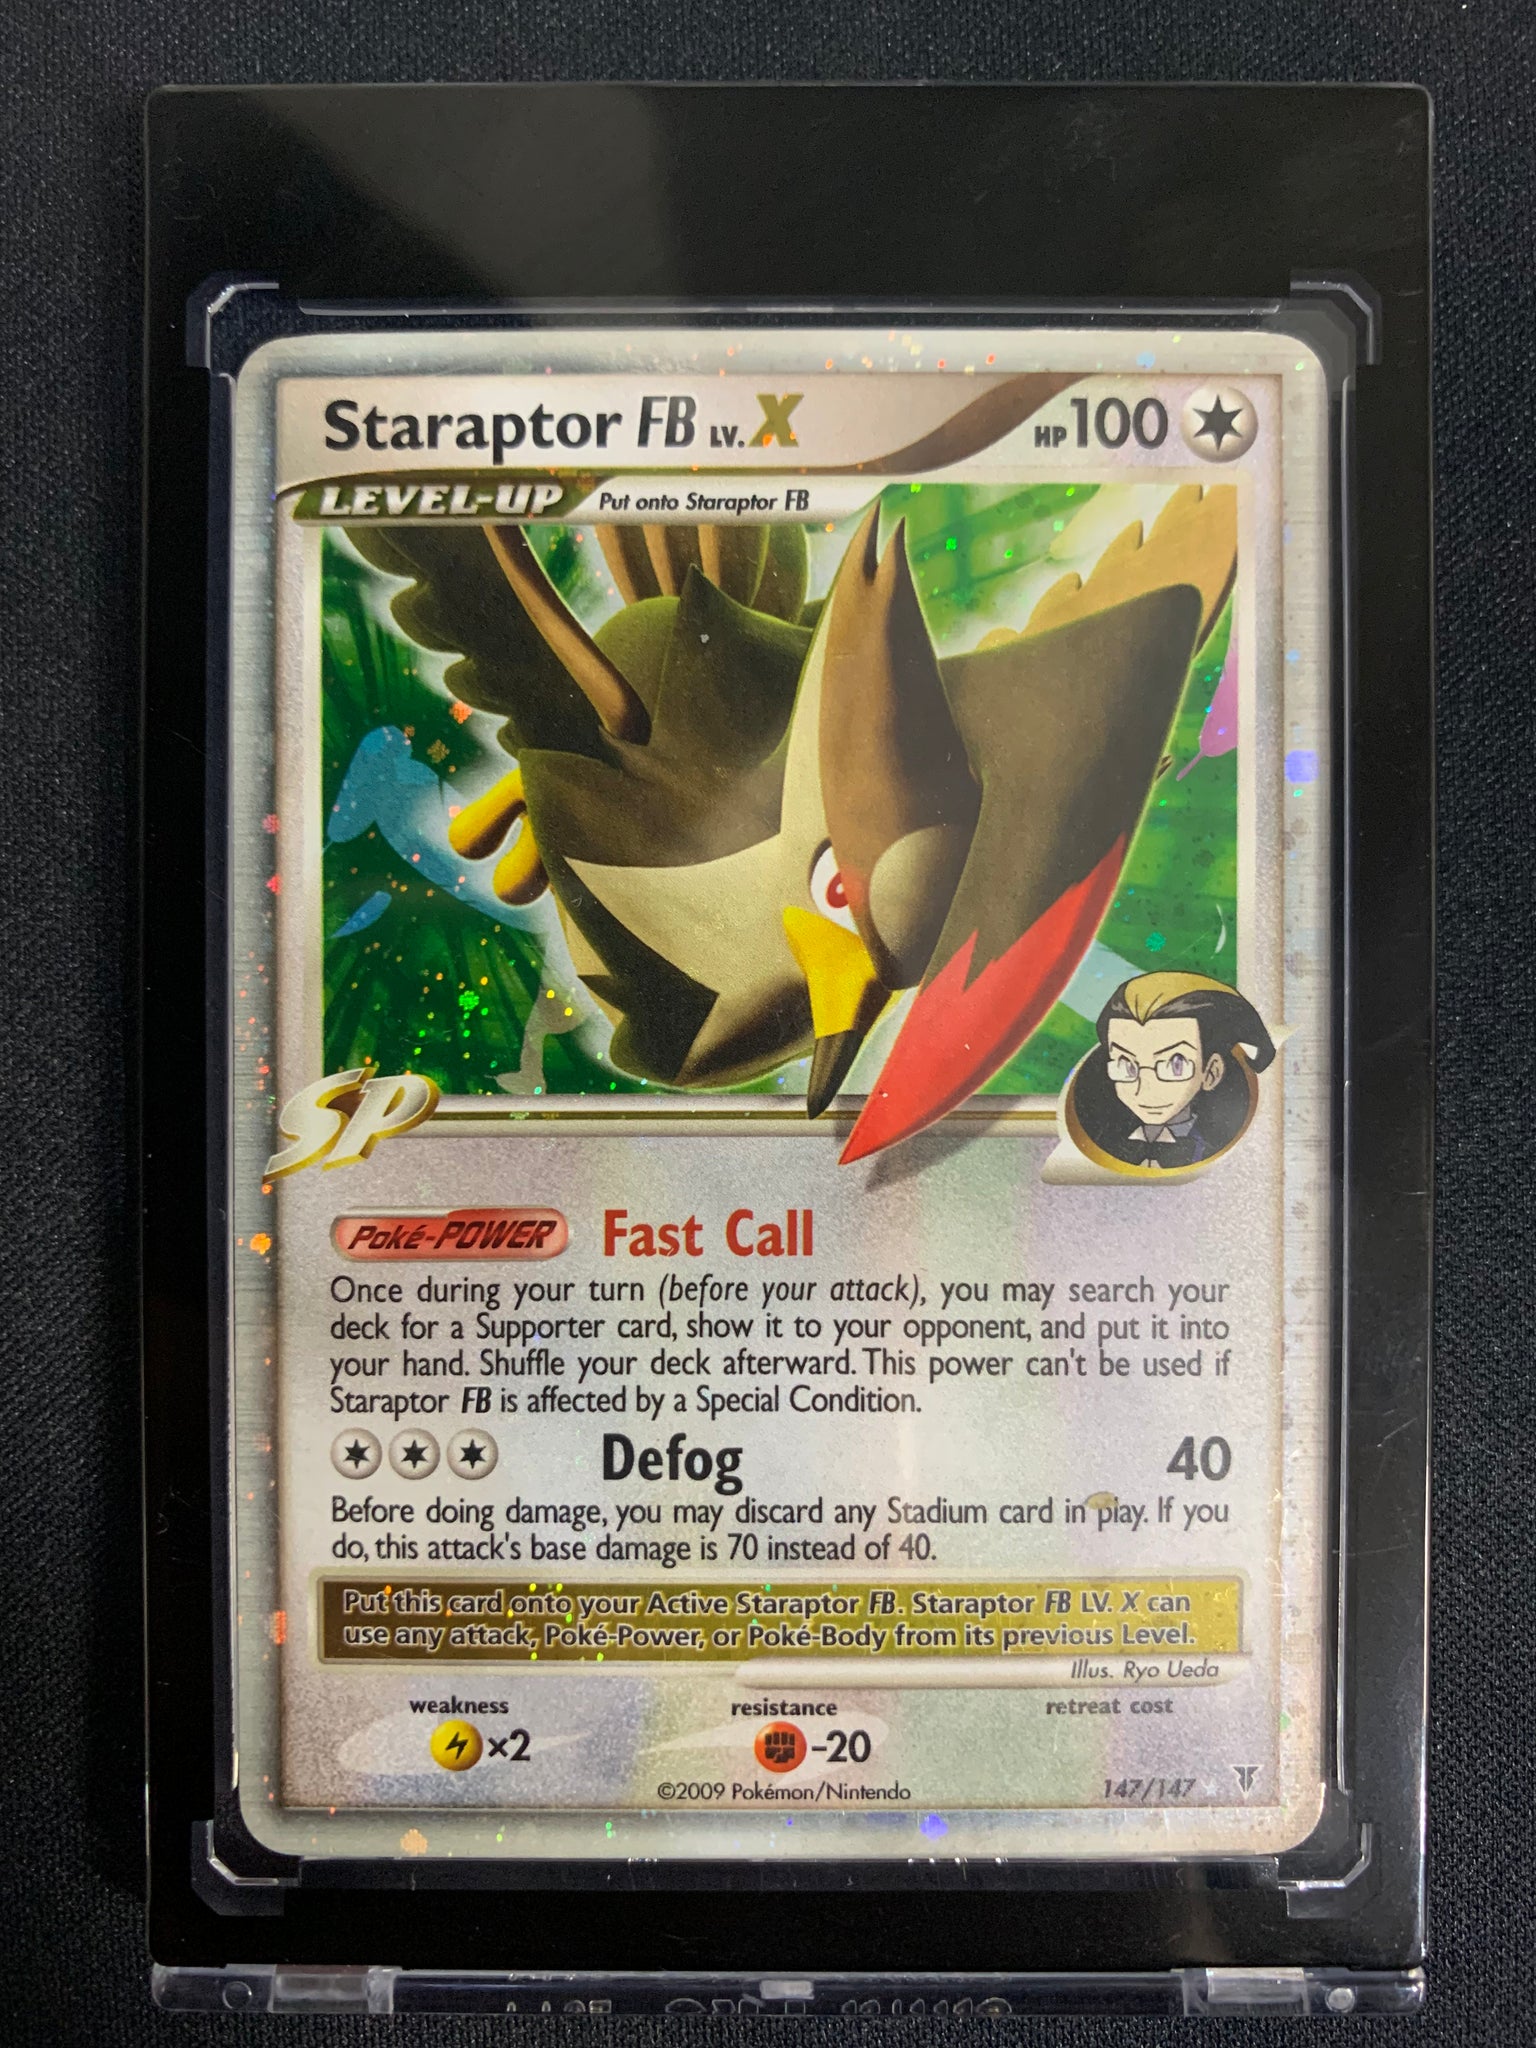 Staraptor FB LV.X HP 100
LEVEL-UP Put onto Staraptor FB
SP
Poké-POWER Fast Call
Once during your turn (before your attack), you may search your
deck for a Supporter card, show it to your opponent, and put it into
your hand. Shuffle your deck afterward. This power can't be used if
Staraptor FB is affected by a Special Condition.
Defog 40
Before doing damage, you may discard any Stadium card in play. If you
do, this attack's base damage is 70 instead of 40.
Put this card onto your Active Staraptor FB. Staraptor FB LV. X can
use any attack, Poké-Power, or Poké-Body from its previous Level.
Illus. Ryo Ueda
weakness resistance retreat cost
×2 -20
©2009 Pokémon/Nintendo 147/147